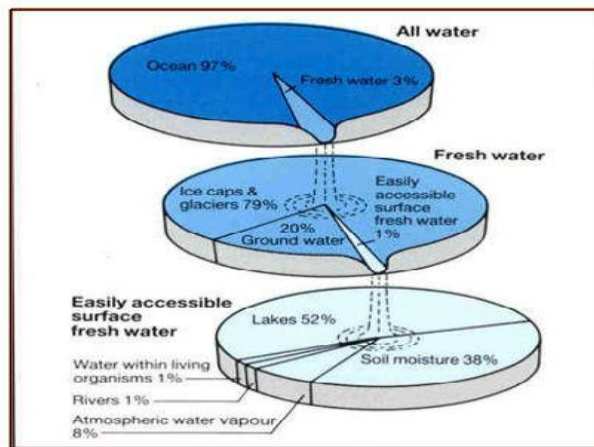 All water
Ocean 97%
Fresh water 3%
Fresh water
Ice caps &
glaciers 79%
Easily
accessible
surface
fresh water
1%
20%
Ground water
Easily accessible
surface
fresh water
Lakes 52%
Soil moisture 38%
Water within living
organisms 1%
Rivers 1%
Atmospheric water vapour
8%